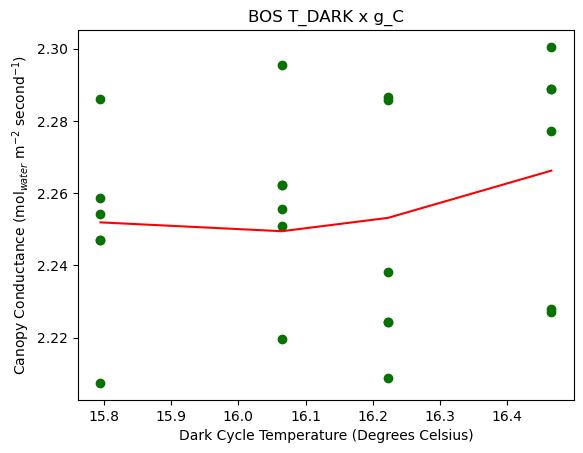 BOS T_DARK x g_C
Canopy Conductance (mol_water m⁻² second⁻¹)
2.30
2.28
2.26
2.24
2.22
15.8 15.9 16.0 16.1 16.2 16.3 16.4
Dark Cycle Temperature (Degrees Celsius)